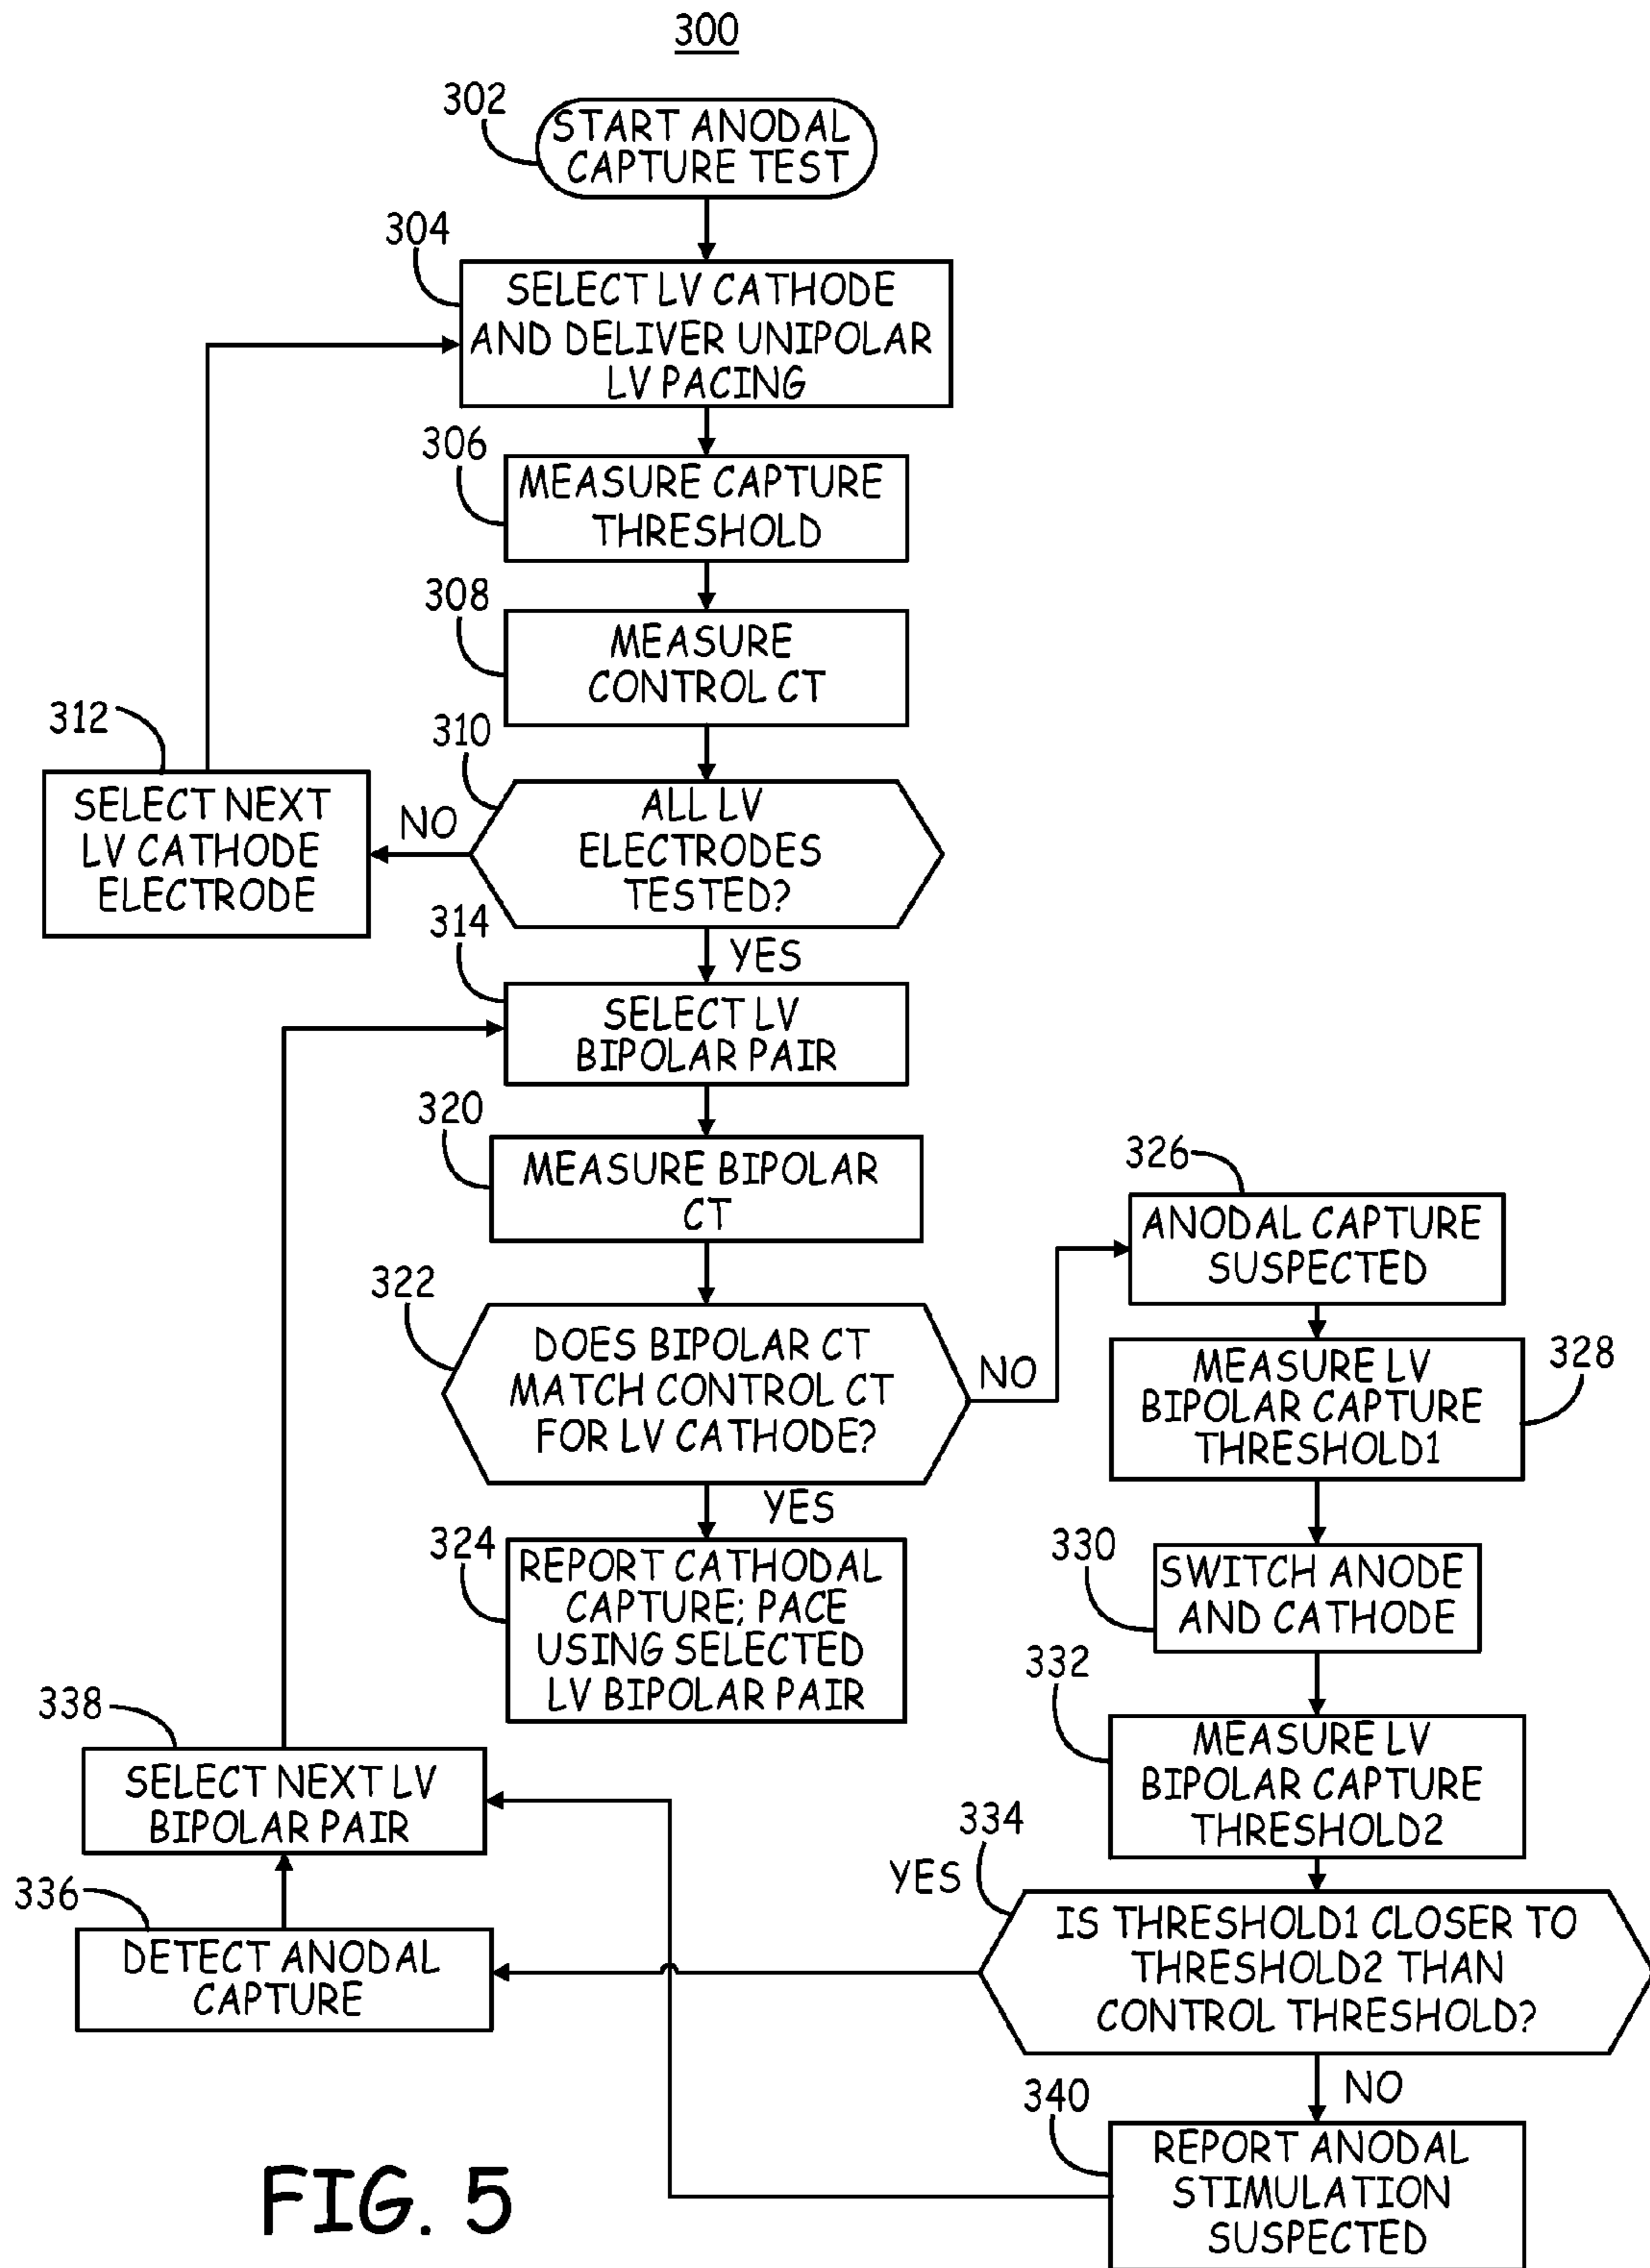 300
302
START ANODAL
CAPTURE TEST
304
SELECT LV CATHODE
AND DELIVER UNIPOLAR
LV PACING
306
MEASURE CAPTURE
THRESHOLD
308
MEASURE
CONTROL CT
310
ALL LV
ELECTRODES
TESTED?
NO
312
SELECT NEXT
LV CATHODE
ELECTRODE
YES
314
SELECT LV
BIPOLAR PAIR
320
MEASURE BIPOLAR
CT
322
DOES BIPOLAR CT
MATCH CONTROL CT
FOR LV CATHODE?
YES
324
REPORT CATHODAL
CAPTURE; PACE
USING SELECTED
LV BIPOLAR PAIR
NO
326
ANODAL CAPTURE
SUSPECTED
328
MEASURE LV
BIPOLAR CAPTURE
THRESHOLD1
330
SWITCH ANODE
AND CATHODE
332
MEASURE LV
BIPOLAR CAPTURE
THRESHOLD2
334
IS THRESHOLD1 CLOSER TO
THRESHOLD2 THAN
CONTROL THRESHOLD?
YES
336
DETECT ANODAL
CAPTURE
338
SELECT NEXT LV
BIPOLAR PAIR
NO
340
REPORT ANODAL
STIMULATION
SUSPECTED
FIG. 5